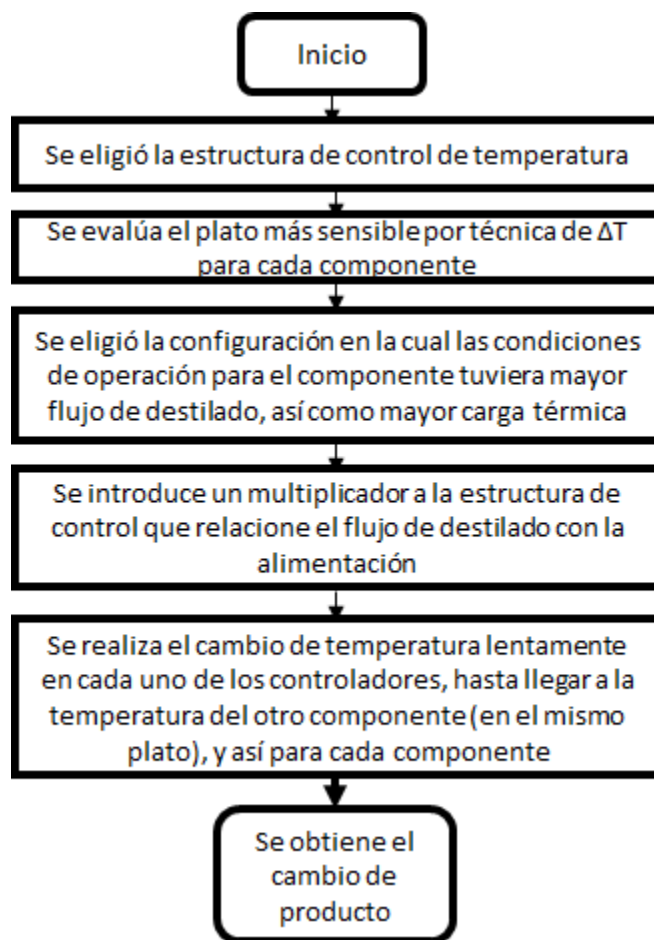 Inicio
Se eligió la estructura de control de temperatura
Se evalúa el plato más sensible por técnica de ΔT
para cada componente
Se eligió la configuración en la cual las condiciones
de operación para el componente tuviera mayor
flujo de destilado, así como mayor carga térmica
Se introduce un multiplicador a la estructura de
control que relacione el flujo de destilado con la
alimentación
Se realiza el cambio de temperatura lentamente
en cada uno de los controladores, hasta llegar a la
temperatura del otro componente (en el mismo
plato), y así para cada componente
Se obtiene el
cambio de
producto